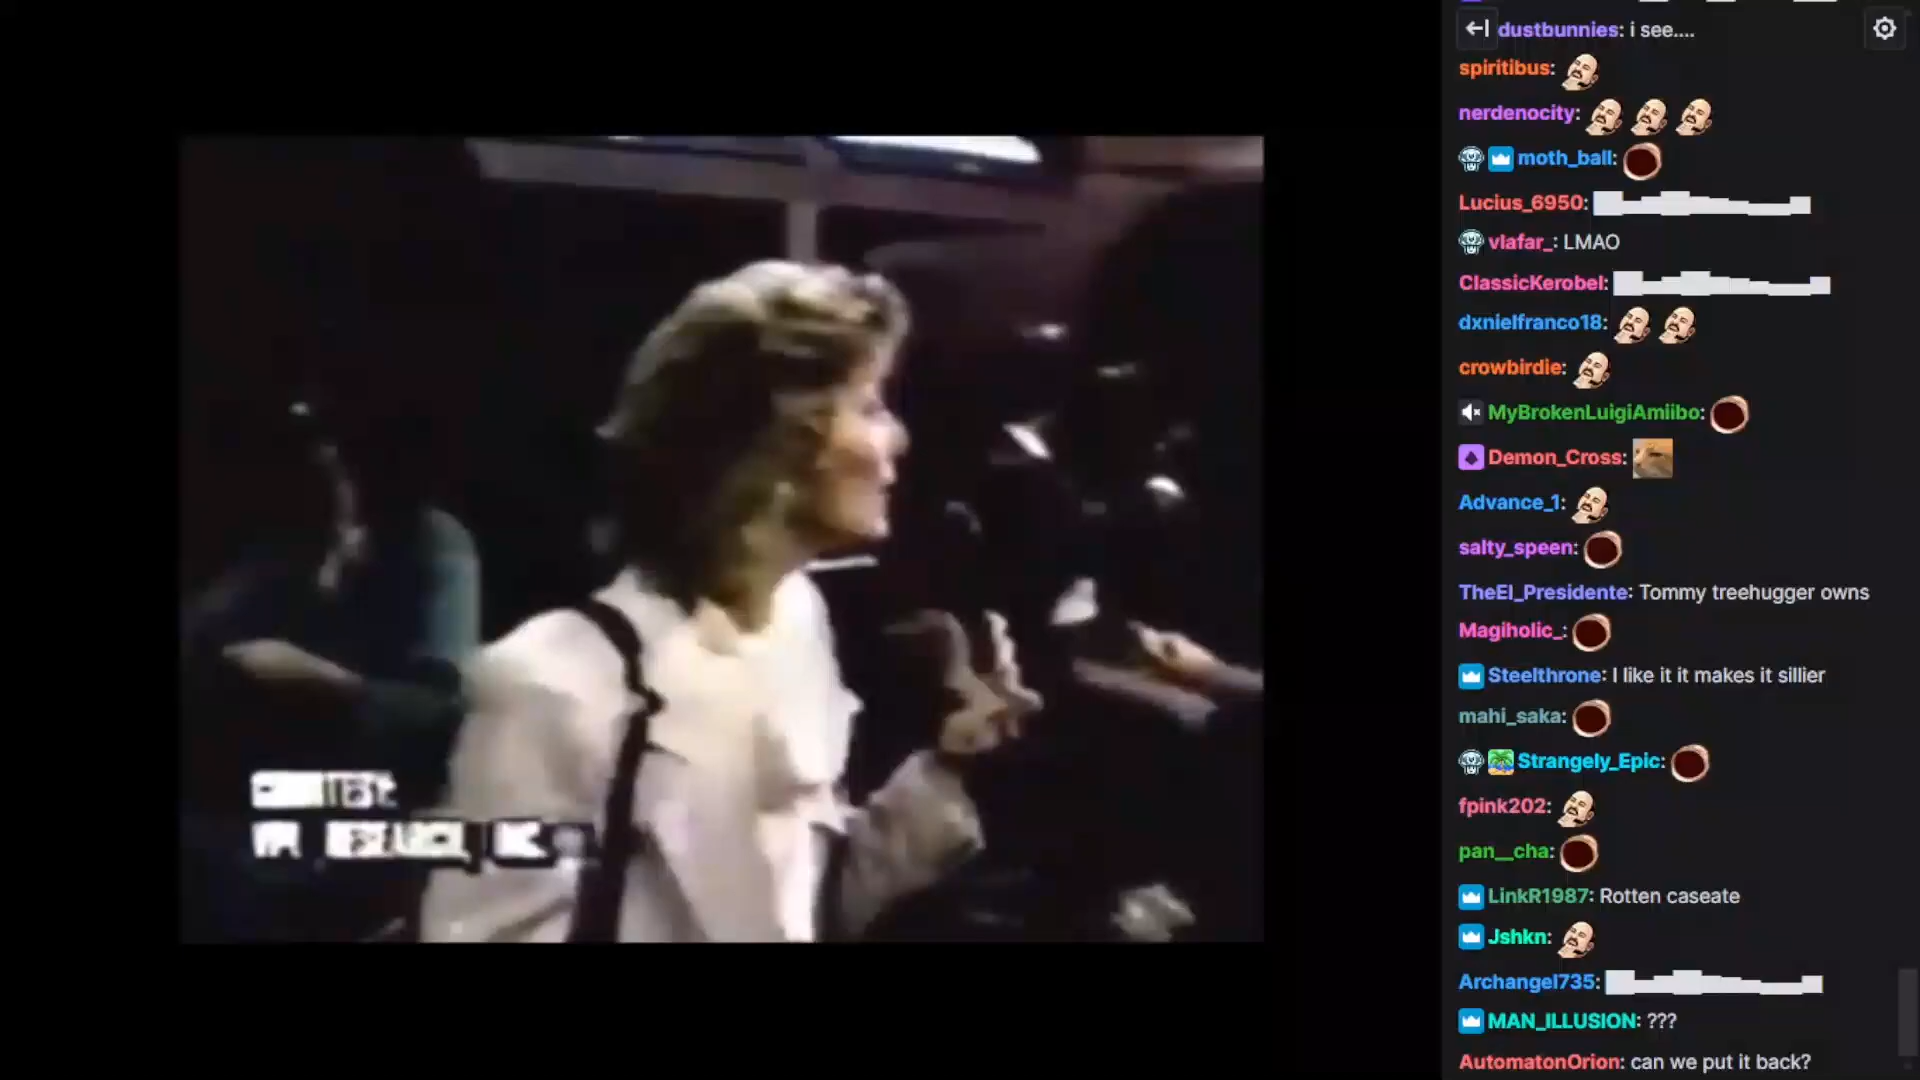 dustbunnies: i see....
spiritibus:
nerdenocity:
moth_ball:
Lucius_6950:
vlafar_: LMAO
ClassicKerobel:
dxnielfranco18:
crowbirdie:
MyBrokenLuigiAmiibo:
Demon_Cross:
Advance_1:
salty_speen:
TheEl_Presidente: Tommy treehugger owns
Magiholic_:
Steelthrone: I like it it makes it sillier
mahi_saka:
Strangely_Epic:
fpink202:
pan__cha:
LinkR1987: Rotten caseate
Jshkn:
Archangel735:
MAN_ILLUSION: ???
AutomatonOrion: can we put it back?
RESEARCH, INC.